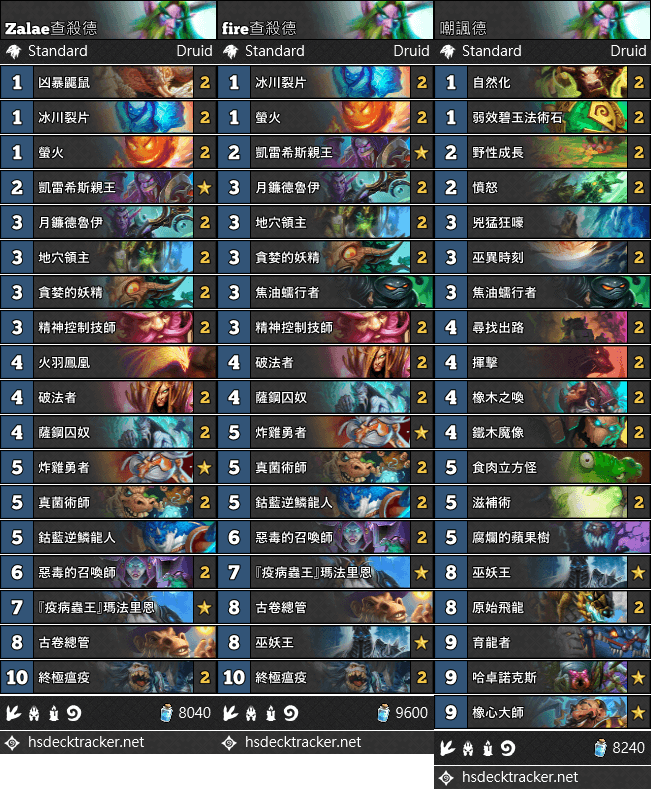 Zalae查殺德
Standard Druid
1 凶暴鼴鼠 2
1 冰川裂片 2
1 螢火 2
2 凱雷希斯親王 ★
3 月鐮德魯伊 2
3 地穴領主 2
3 貪婪的妖精 2
3 精神控制技師 2
4 火羽鳳凰
4 破法者 2
4 薩鋼囚奴 2
5 炸雞勇者 ★
5 真菌術師 2
5 鈷藍逆鱗龍人
6 惡毒的召喚師 2
7 『疫病蟲王』瑪法里恩 ★
8 古卷總管
10 終極瘟疫 2
8040
hsdecktracker.net
fire查殺德
Standard Druid
1 冰川裂片 2
1 螢火 2
2 凱雷希斯親王 ★
3 月鐮德魯伊 2
3 地穴領主 2
3 貪婪的妖精 2
3 焦油蠕行者
3 精神控制技師 2
4 破法者 2
4 薩鋼囚奴 2
5 炸雞勇者 ★
5 真菌術師 2
5 鈷藍逆鱗龍人 2
6 惡毒的召喚師 2
7 『疫病蟲王』瑪法里恩 ★
8 古卷總管
8 巫妖王 ★
10 終極瘟疫 2
9600
hsdecktracker.net
嘲諷德
Standard Druid
1 自然化 2
1 弱效碧玉法術石 2
2 野性成長 2
2 憤怒 2
3 兇猛狂嚎
3 巫異時刻 2
3 焦油蠕行者
4 尋找出路 2
4 揮擊 2
4 橡木之喚 2
4 鐵木魔像 2
5 食肉立方怪
5 滋補術 2
5 腐爛的蘋果樹
8 巫妖王 ★
8 原始飛龍 2
9 育龍者
9 哈卓諾克斯 ★
9 橡心大師 ★
8240
hsdecktracker.net